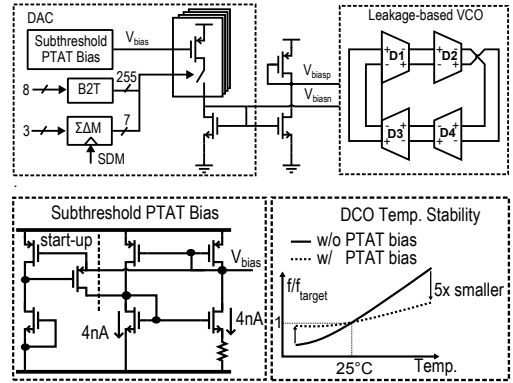 DAC
Subthreshold
PTAT Bias
Vbias
8
B2T
255
3
ΣΔM
7
SDM
Vbiasp
Vbiasn
Leakage-based VCO
D1
D2
D3
D4
Subthreshold PTAT Bias
start-up
Vbias
4nA
4nA
DCO Temp. Stability
w/o PTAT bias
w/ PTAT bias
f/ftarget
5x smaller
1
25°C
Temp.